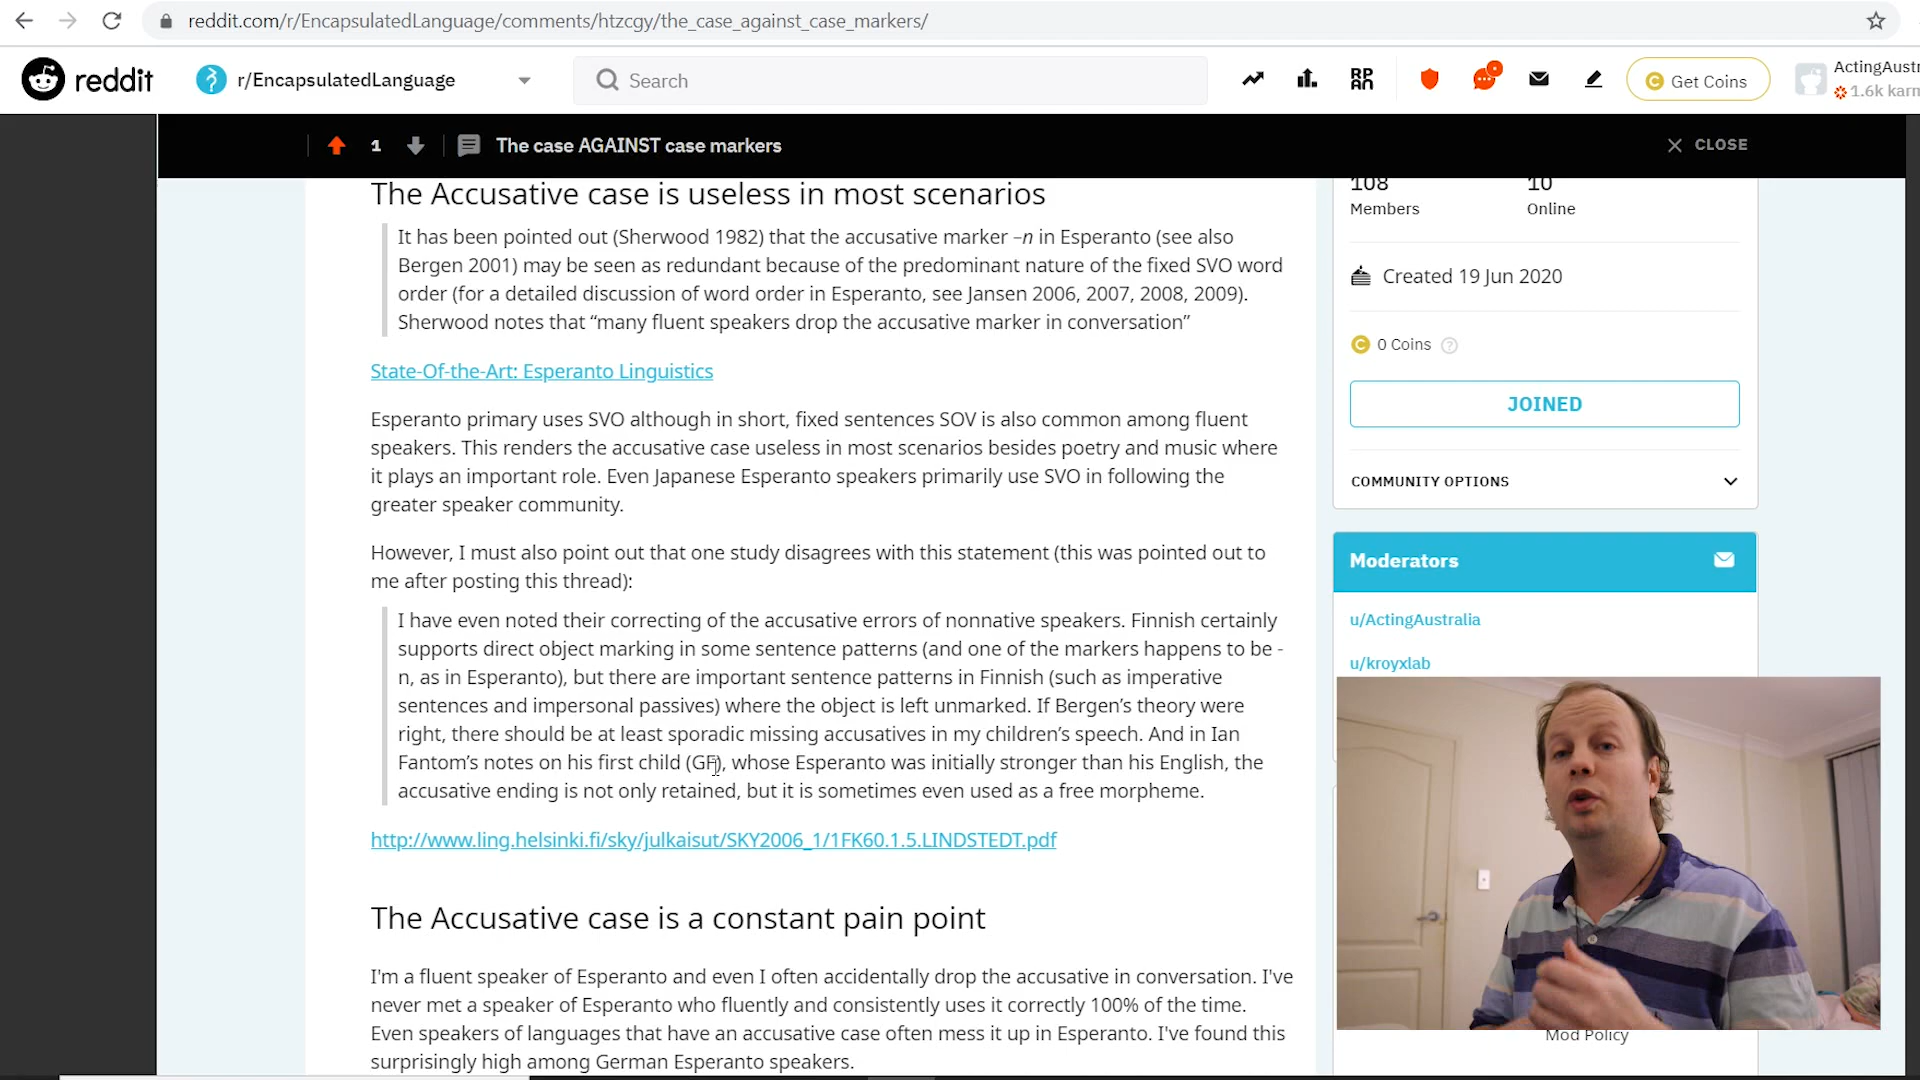 reddit.com/r/EncapsulatedLanguage/comments/htzcgy/the_case_against_case_markers/
reddit
r/EncapsulatedLanguage
Search
Get Coins
1.6k
1
The case AGAINST case markers
CLOSE
The Accusative case is useless in most scenarios
It has been pointed out (Sherwood 1982) that the accusative marker –n in Esperanto (see also
Bergen 2001) may be seen as redundant because of the predominant nature of the fixed SVO word
order (for a detailed discussion of word order in Esperanto, see Jansen 2006, 2007, 2008, 2009).
Sherwood notes that “many fluent speakers drop the accusative marker in conversation”
State-Of-the-Art: Esperanto Linguistics
Esperanto primary uses SVO although in short, fixed sentences SOV is also common among fluent
speakers. This renders the accusative case useless in most scenarios besides poetry and music where
it plays an important role. Even Japanese Esperanto speakers primarily use SVO in following the
greater speaker community.
However, I must also point out that one study disagrees with this statement (this was pointed out to
me after posting this thread):
I have even noted their correcting of the accusative errors of nonnative speakers. Finnish certainly
supports direct object marking in some sentence patterns (and one of the markers happens to be -
n, as in Esperanto), but there are important sentence patterns in Finnish (such as imperative
sentences and impersonal passives) where the object is left unmarked. If Bergen’s theory were
right, there should be at least sporadic missing accusatives in my children’s speech. And in Ian
Fantom’s notes on his first child (GF), whose Esperanto was initially stronger than his English, the
accusative ending is not only retained, but it is sometimes even used as a free morpheme.
http://www.ling.helsinki.fi/sky/julkaisut/SKY2006_1/1FK60.1.5.LINDSTEDT.pdf
The Accusative case is a constant pain point
I'm a fluent speaker of Esperanto and even I often accidentally drop the accusative in conversation. I've
never met a speaker of Esperanto who fluently and consistently uses it correctly 100% of the time.
Even speakers of languages that have an accusative case often mess it up in Esperanto. I've found this
surprisingly high among German Esperanto speakers.
108
10
Members
Online
Created 19 Jun 2020
0 Coins
JOINED
COMMUNITY OPTIONS
Moderators
u/ActingAustralia
u/kroyxlab
Mod Policy